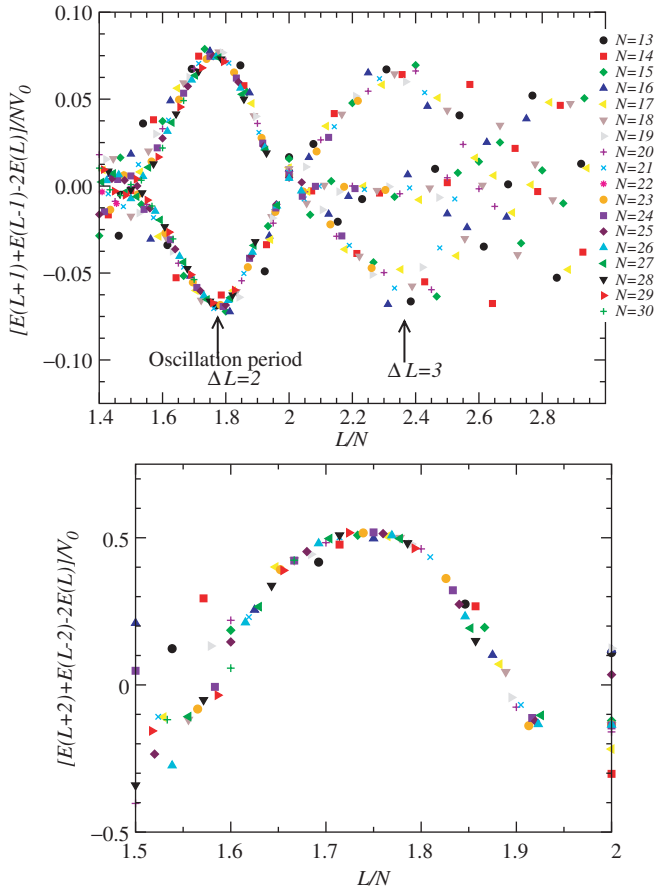 [E(L+1)+E(L-1)-2E(L)]/NV₀
0.10
0.05
0.00
−0.05
−0.10
Oscillation period
ΔL=2
ΔL=3
1.4
1.6
1.8
2
2.2
2.4
2.6
2.8
L/N
N=13
N=14
N=15
N=16
N=17
N=18
N=19
N=20
N=21
N=22
N=23
N=24
N=25
N=26
N=27
N=28
N=29
N=30
[E(L+2)+E(L-2)-2E(L)]/V₀
0.5
0
−0.5
1.5
1.6
1.7
1.8
1.9
2
L/N